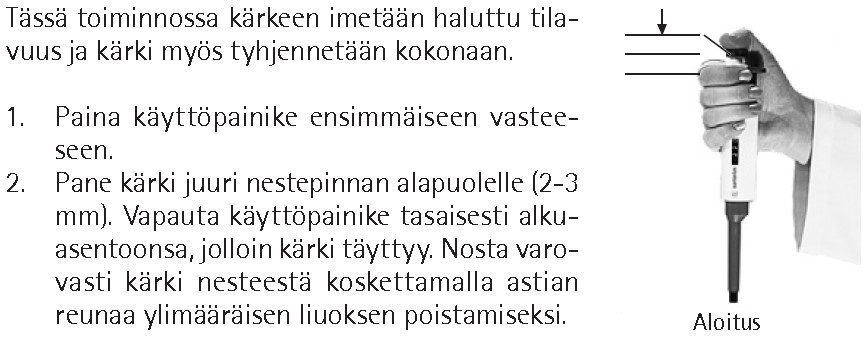 Tässä toiminnossa kärkeen imetään haluttu tila-
vuus ja kärki myös tyhjennetään kokonaan.
1. Paina käyttöpainike ensimmäiseen vastee-
seen.
2. Pane kärki juuri nestepinnan alapuolelle (2-3
mm). Vapauta käyttöpainike tasaisesti alku-
asentoonsa, jolloin kärki täyttyy. Nosta varo-
vasti kärki nesteestä koskettamalla astian
reunaa ylimääräisen liuoksen poistamiseksi.
Aloitus